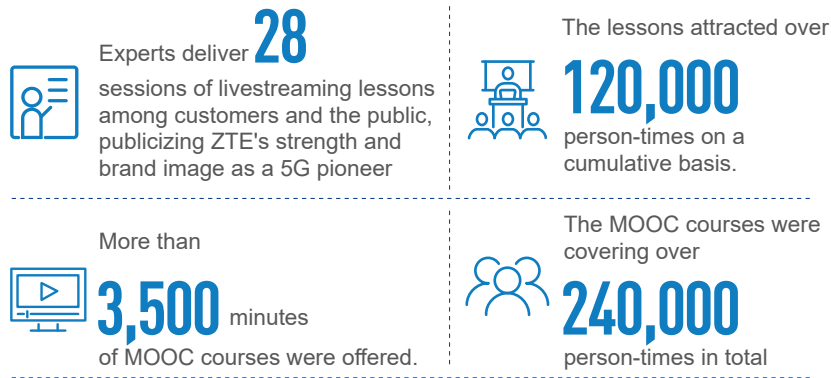 Experts deliver 28
sessions of livestreaming lessons
among customers and the public,
publicizing ZTE's strength and
brand image as a 5G pioneer
The lessons attracted over
120,000
person-times on a
cumulative basis.
More than
3,500 minutes
of MOOC courses were offered.
The MOOC courses were
covering over
240,000
person-times in total